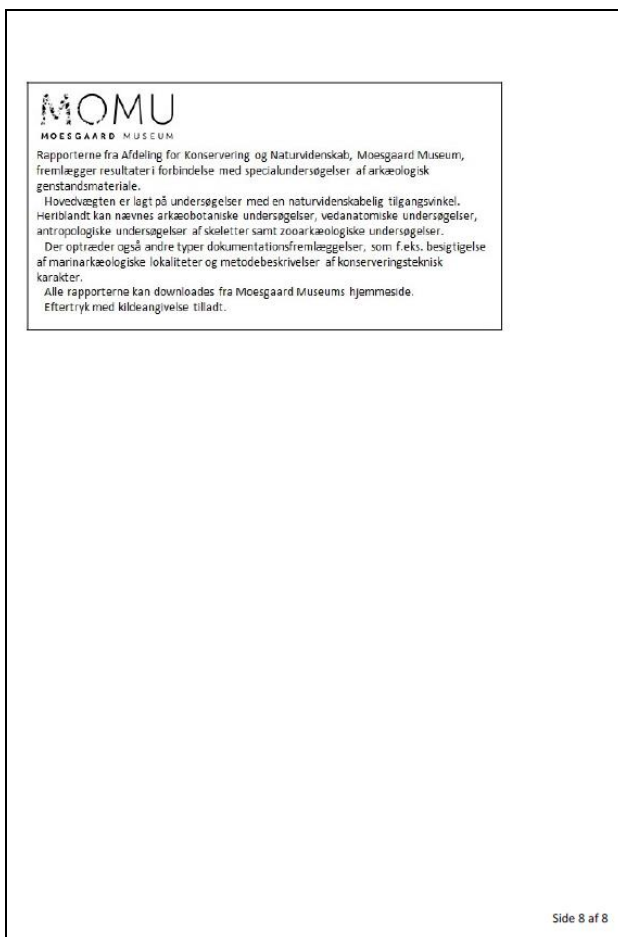 MOMU
MOESGAARD MUSEUM
Rapporterne fra Afdeling for Konservering og Naturvidenskab, Moesgaard Museum,
fremlægger resultater i forbindelse med specialundersøgelser af arkæologisk
genstandsmateriale.
Hovedvægten er lagt på undersøgelser med en naturvidenskabelig tilgangsvinkel.
Heriblandt kan nævnes arkæobotaniske undersøgelser, vedanatomiske undersøgelser,
antropologiske undersøgelser af skeletter samt zooarkæologiske undersøgelser.
Der optræder også andre typer dokumentationsfremlæggelser, som f.eks. besigtigelse
af marinarkæologiske lokaliteter og metodebeskrivelser af konserveringsteknisk
karakter.
Alle rapporterne kan downloades fra Moesgaard Museums hjemmeside.
Eftertryk med kildeangivelse tilladt.
Side 8 af 8